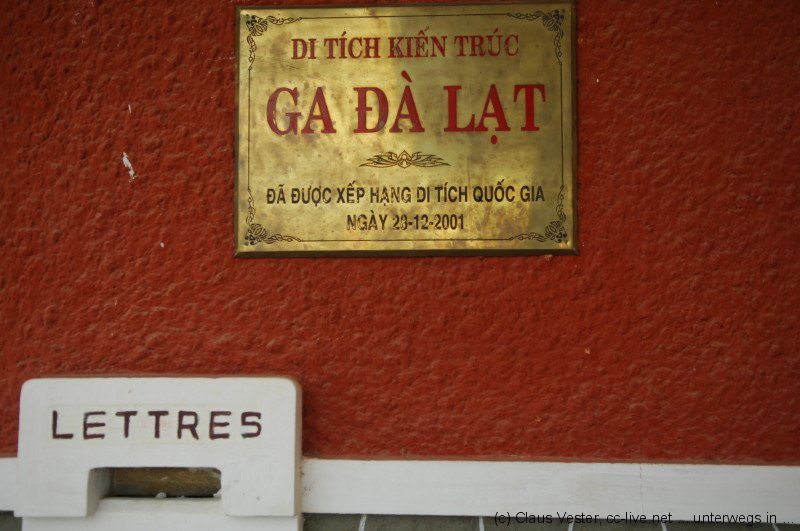 DI TÍCH KIẾN TRÚC
GA ĐÀ LẠT
ĐÃ ĐƯỢC XẾP HẠNG DI TÍCH QUỐC GIA
NGÀY 28-12-2001
LETTRES
(c) Claus Vester, cc-live.net ... unterwegs.in ...